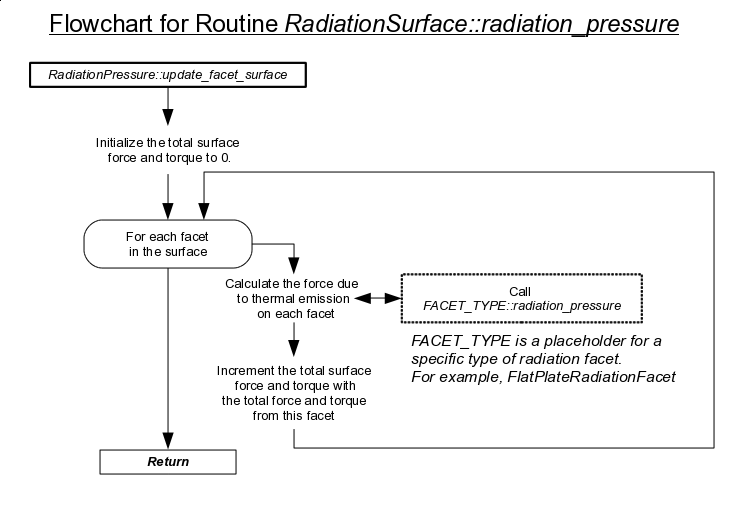 Flowchart for Routine RadiationSurface::radiation_pressure
RadiationPressure::update_facet_surface
Initialize the total surface
force and torque to 0.
For each facet
in the surface
Calculate the force due
to thermal emission
on each facet
Call
FACET_TYPE::radiation_pressure
FACET_TYPE is a placeholder for a
specific type of radiation facet.
For example, FlatPlateRadiationFacet
Increment the total surface
force and torque with
the total force and torque
from this facet
Return